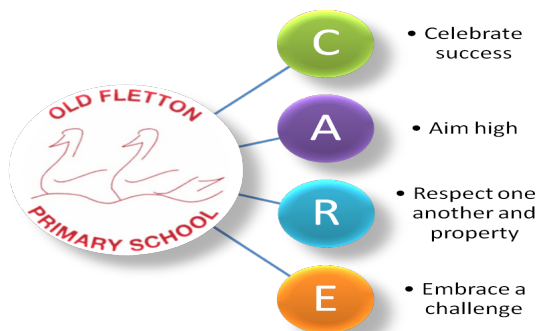 OLD FLETTON
PRIMARY SCHOOL
C
• Celebrate
success
A
• Aim high
R
• Respect one
another and
property
E
• Embrace a
challenge